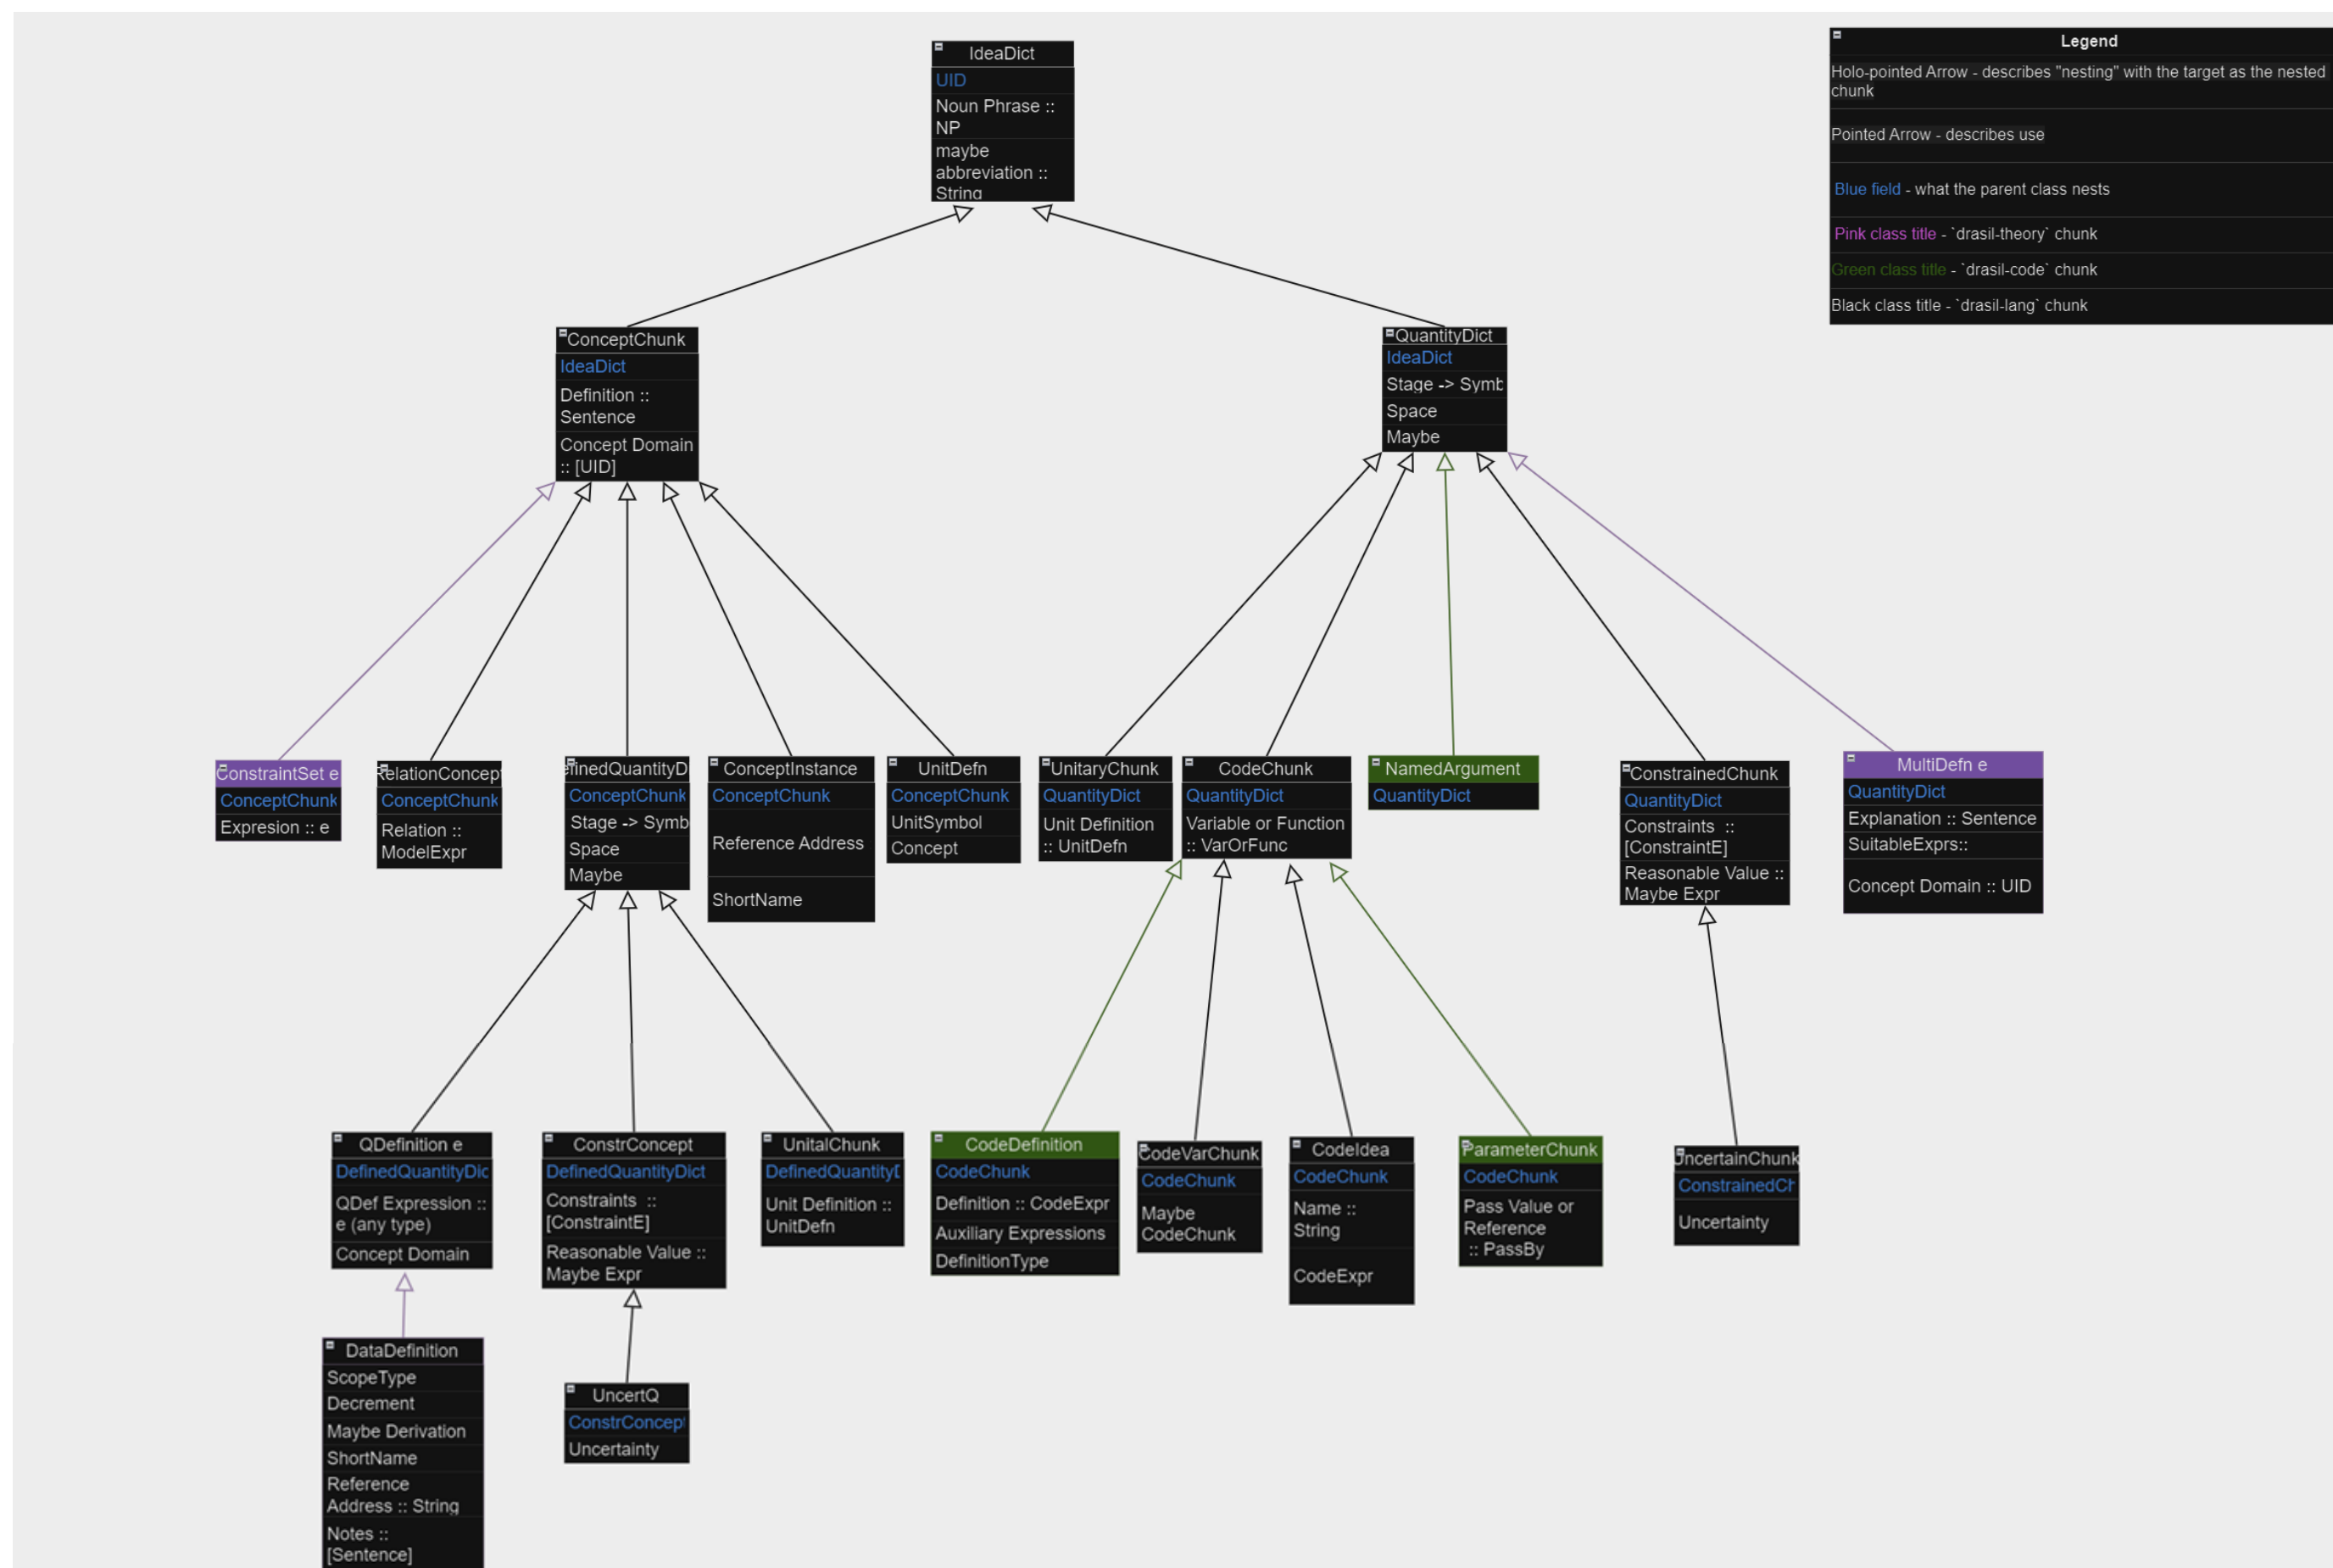 IdeaDict
UID
Noun Phrase ::
NP
maybe
abbreviation ::
String
Legend
Holo-pointed Arrow - describes "nesting" with the target as the nested
chunk
Pointed Arrow - describes use
Blue field - what the parent class nests
Pink class title - `drasil-theory` chunk
Green class title - `drasil-code` chunk
Black class title - `drasil-lang` chunk
ConceptChunk
IdeaDict
Definition ::
Sentence
Concept Domain
:: [UID]
QuantityDict
IdeaDict
Stage -> Symb
Space
Maybe
ConstraintSet e
ConceptChunk
Expresion :: e
RelationConcept
ConceptChunk
Relation ::
ModelExpr
finedQuantityD
ConceptChunk
Stage -> Symb
Space
Maybe
ConceptInstance
ConceptChunk
Reference Address
ShortName
UnitDefn
ConceptChunk
UnitSymbol
Concept
UnitaryChunk
QuantityDict
Unit Definition
:: UnitDefn
CodeChunk
QuantityDict
Variable or Function
:: VarOrFunc
NamedArgument
QuantityDict
ConstrainedChunk
QuantityDict
Constraints ::
[ConstraintE]
Reasonable Value ::
Maybe Expr
MultiDefn e
QuantityDict
Explanation :: Sentence
SuitableExprs::
Concept Domain :: UID
QDefinition e
DefinedQuantityDic
QDef Expression ::
e (any type)
Concept Domain
ConstrConcept
DefinedQuantityDict
Constraints ::
[ConstraintE]
Reasonable Value ::
Maybe Expr
UnitalChunk
DefinedQuantityD
Unit Definition ::
UnitDefn
CodeDefinition
CodeChunk
Definition :: CodeExpr
Auxiliary Expressions
DefinitionType
CodeVarChunk
CodeChunk
Maybe
CodeChunk
CodeIdea
CodeChunk
Name ::
String
CodeExpr
ParameterChunk
CodeChunk
Pass Value or
Reference
:: PassBy
UncertainChunk
ConstrainedCh
Uncertainty
DataDefinition
ScopeType
Decrement
Maybe Derivation
ShortName
Reference
Address :: String
Notes ::
[Sentence]
UncertQ
ConstrConcep
Uncertainty